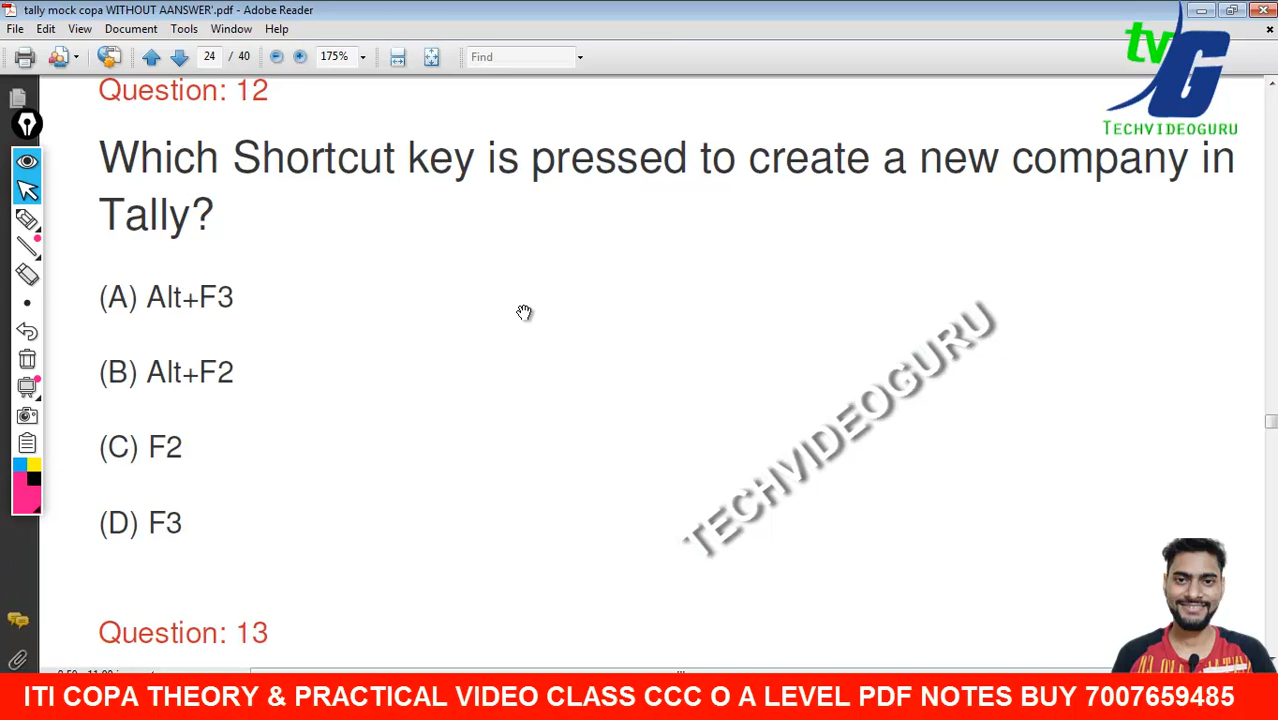 tally mock copa WITHOUT AANSWER'.pdf - Adobe Reader
File Edit View Document Tools Window Help
24 / 40 175% Find
tv
G
TECHVIDEOGURU
Question: 12
Which Shortcut key is pressed to create a new company in
Tally?
(A) Alt+F3
(B) Alt+F2
(C) F2
(D) F3
TECHVIDEOGURU
Question: 13
ITI COPA THEORY & PRACTICAL VIDEO CLASS CCC O A LEVEL PDF NOTES BUY 7007659485